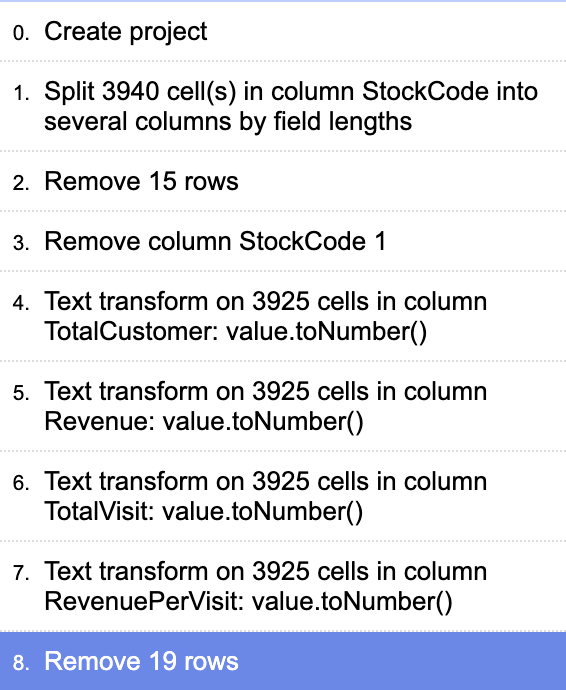 0. Create project
1. Split 3940 cell(s) in column StockCode into
several columns by field lengths
2. Remove 15 rows
3. Remove column StockCode 1
4. Text transform on 3925 cells in column
TotalCustomer: value.toNumber()
5. Text transform on 3925 cells in column
Revenue: value.toNumber()
6. Text transform on 3925 cells in column
TotalVisit: value.toNumber()
7. Text transform on 3925 cells in column
RevenuePerVisit: value.toNumber()
8. Remove 19 rows